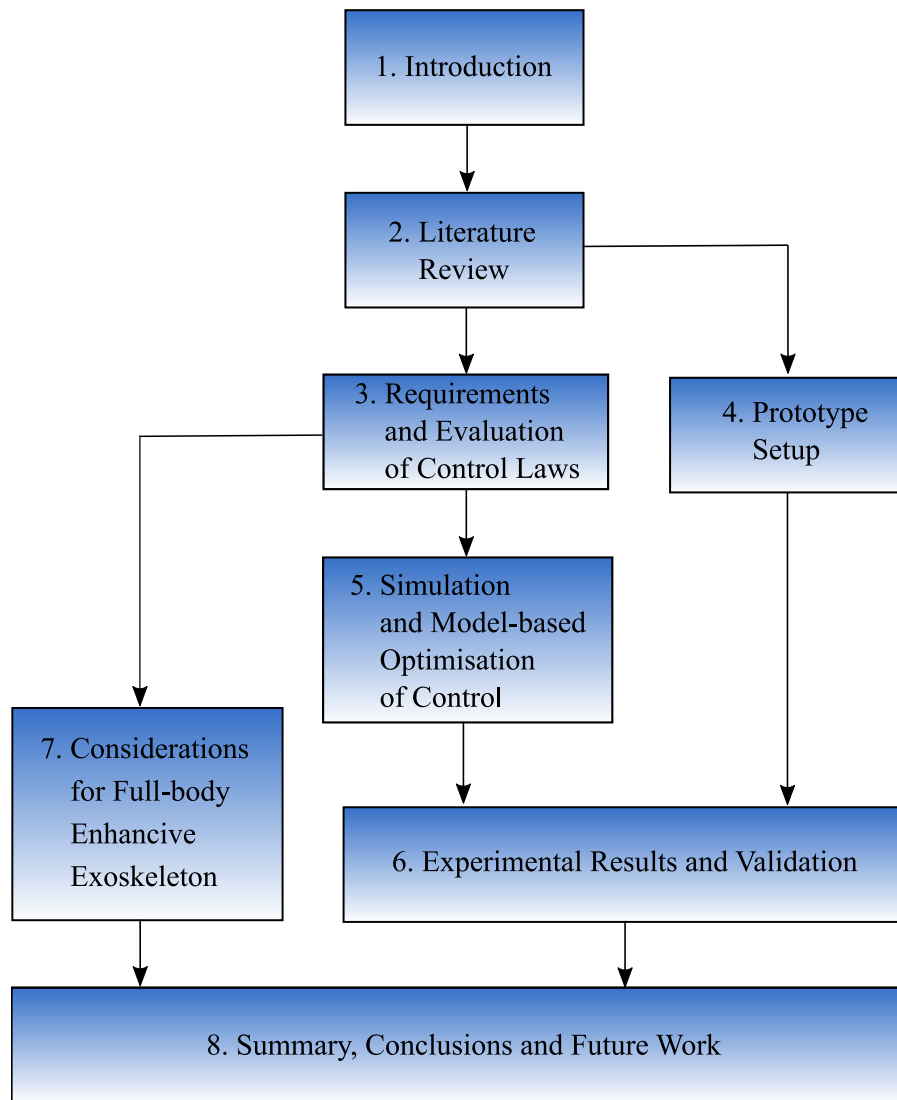 1. Introduction
2. Literature
Review
3. Requirements
and Evaluation
of Control Laws
4. Prototype
Setup
5. Simulation
and Model-based
Optimisation
of Control
7. Considerations
for Full-body
Enhancive
Exoskeleton
6. Experimental Results and Validation
8. Summary, Conclusions and Future Work